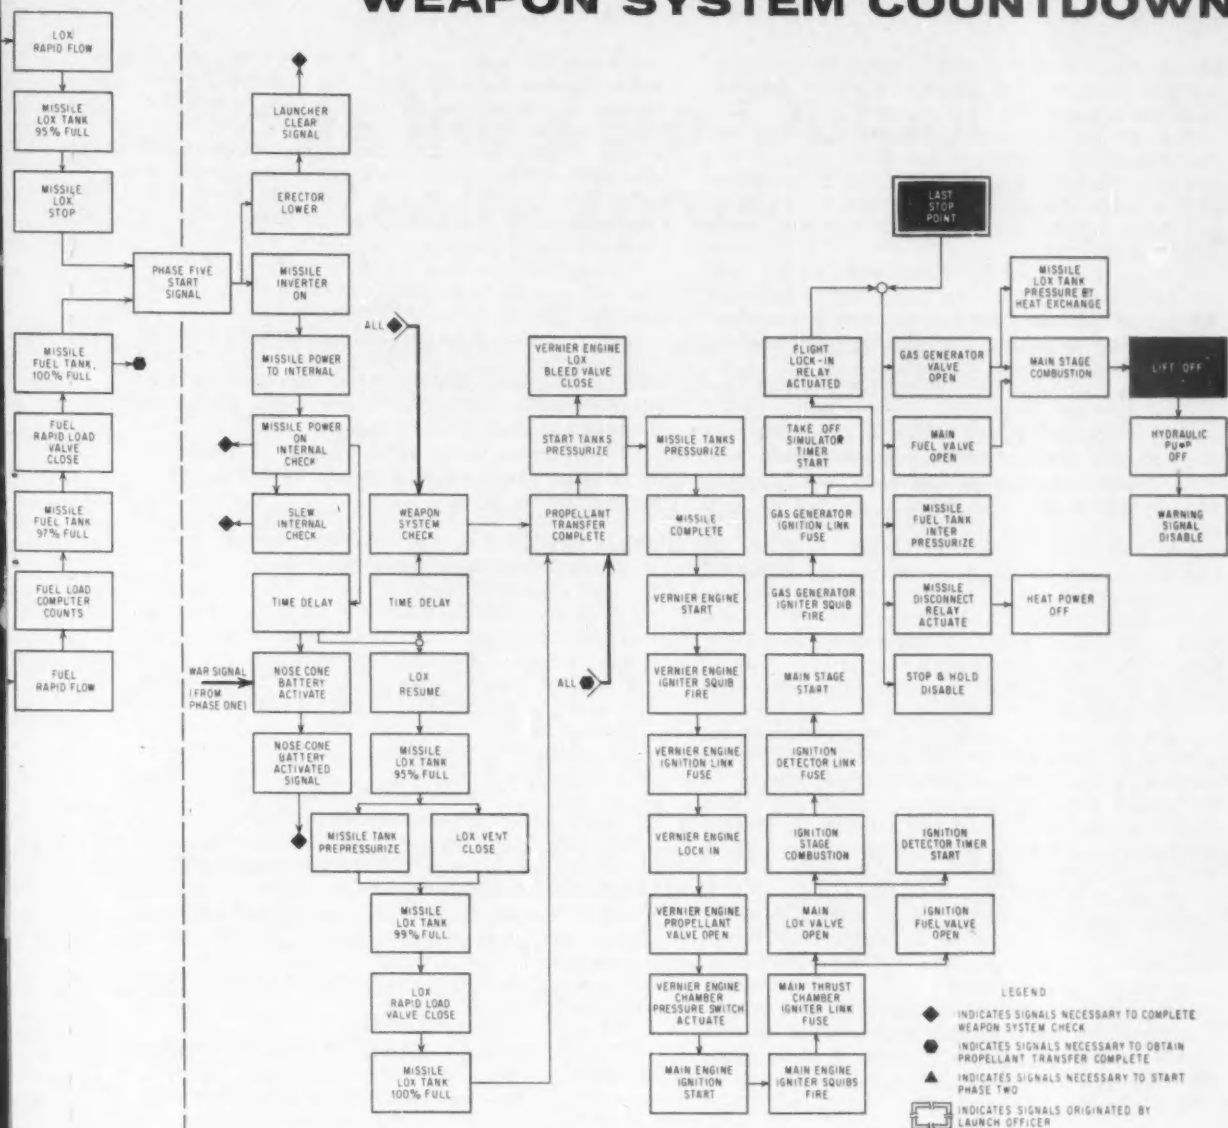 WEAPON SYSTEM COUNTDOWN
LOX
RAPID FLOW
MISSILE
LOX TANK
95% FULL
MISSILE
LOX
STOP
PHASE FIVE
START
SIGNAL
MISSILE
FUEL TANK,
100% FULL
FUEL
RAPID LOAD
VALVE
CLOSE
MISSILE
FUEL TANK
97% FULL
FUEL LOAD
COMPUTER
COUNTS
FUEL
RAPID FLOW
LAUNCHER
CLEAR
SIGNAL
ERECTOR
LOWER
MISSILE
INVERTER
ON
MISSILE POWER
TO INTERNAL
MISSILE POWER
ON
INTERNAL
CHECK
SLEW
INTERNAL
CHECK
TIME DELAY
WAR SIGNAL
(FROM
PHASE ONE)
NOSE CONE
BATTERY
ACTIVATE
NOSE-CONE
BATTERY
ACTIVATED
SIGNAL
ALL
WEAPON
SYSTEM
CHECK
TIME DELAY
LOX
RESUME
MISSILE
LOX TANK
95% FULL
MISSILE TANK
PREPRESSURIZE
LOX VENT
CLOSE
MISSILE
LOX TANK
99% FULL
LOX
RAPID LOAD
VALVE CLOSE
MISSILE
LOX TANK
100% FULL
VERNIER ENGINE
LOX
BLEED VALVE
CLOSE
START TANKS
PRESSURIZE
PROPELLANT
TRANSFER
COMPLETE
ALL
MISSILE TANKS
PRESSURIZE
MISSILE
COMPLETE
VERNIER ENGINE
START
VERNIER ENGINE
IGNITER SQUIB
FIRE
VERNIER ENGINE
IGNITION LINK
FUSE
VERNIER ENGINE
LOCK IN
VERNIER ENGINE
PROPELLANT
VALVE OPEN
VERNIER ENGINE
CHAMBER
PRESSURE SWITCH
ACTUATE
MAIN ENGINE
IGNITION
START
FLIGHT
LOCK-IN
RELAY
ACTUATED
TAKE OFF
SIMULATOR
TIMER
START
GAS GENERATOR
IGNITION LINK
FUSE
GAS GENERATOR
IGNITER SQUIB
FIRE
MAIN STAGE
START
IGNITION
DETECTOR LINK
FUSE
IGNITION
STAGE
COMBUSTION
MAIN
LOX VALVE
OPEN
MAIN THRUST
CHAMBER
IGNITER LINK
FUSE
MAIN ENGINE
IGNITER SQUIBS
FIRE
LAST
STOP
POINT
GAS GENERATOR
VALVE
OPEN
MAIN
FUEL VALVE
OPEN
MISSILE
FUEL TANK
INTER
PRESSURIZE
MISSILE
DISCONNECT
RELAY
ACTUATE
STOP & HOLD
DISABLE
IGNITION
DETECTOR TIMER
START
IGNITION
FUEL VALVE
OPEN
MISSILE
LOX TANK
PRESSURE BY
HEAT EXCHANGE
MAIN STAGE
COMBUSTION
HEAT POWER
OFF
LIFT OFF
HYDRAULIC
PUMP
OFF
WARNING
SIGNAL
DISABLE
LEGEND
INDICATES SIGNALS NECESSARY TO COMPLETE
WEAPON SYSTEM CHECK
INDICATES SIGNALS NECESSARY TO OBTAIN
PROPELLANT TRANSFER COMPLETE
INDICATES SIGNALS NECESSARY TO START
PHASE TWO
INDICATES SIGNALS ORIGINATED BY
LAUNCH OFFICER